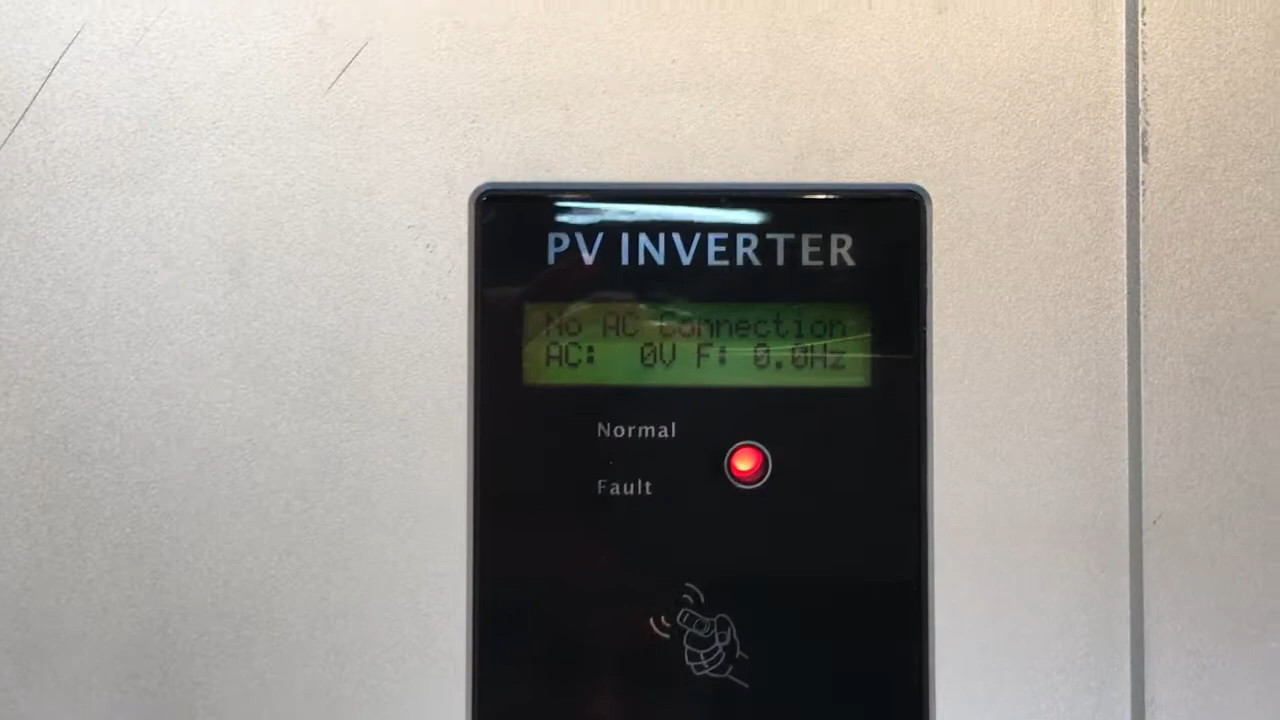 PV INVERTER
No AC Connection
AC: 0V F: 0.0Hz
Normal
Fault